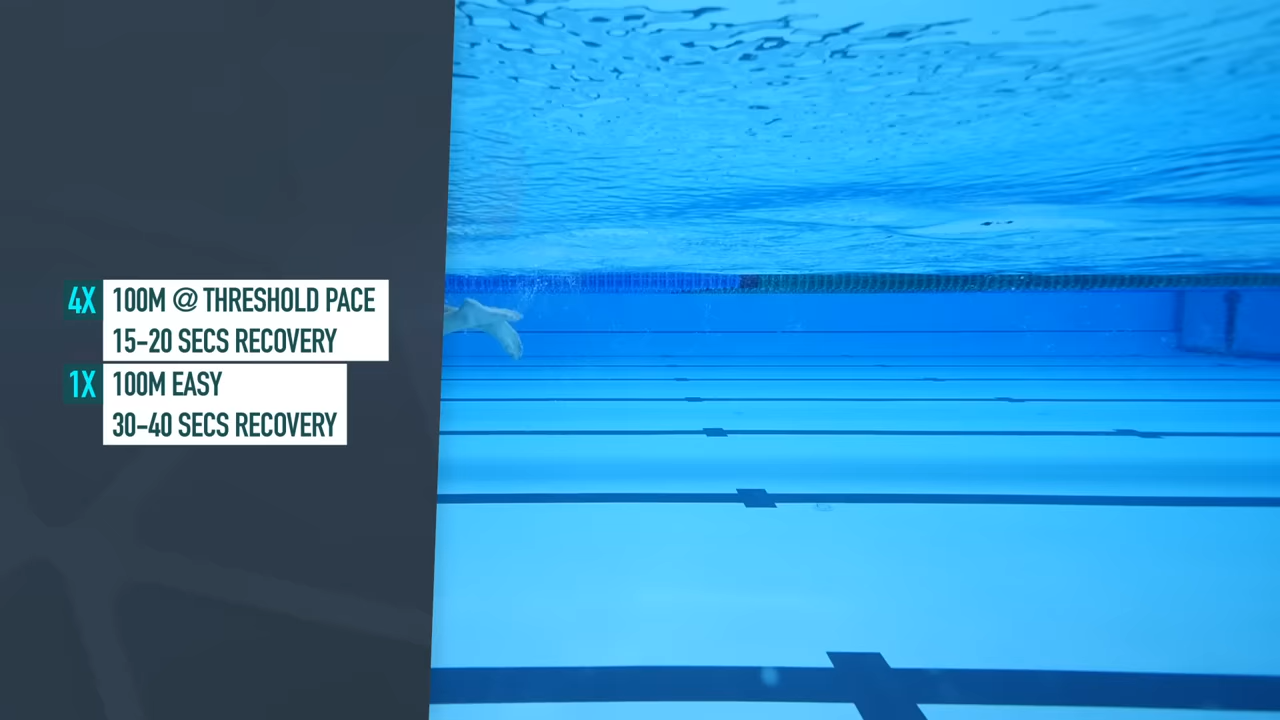 4X 100M @ THRESHOLD PACE
15-20 SECS RECOVERY
1X 100M EASY
30-40 SECS RECOVERY